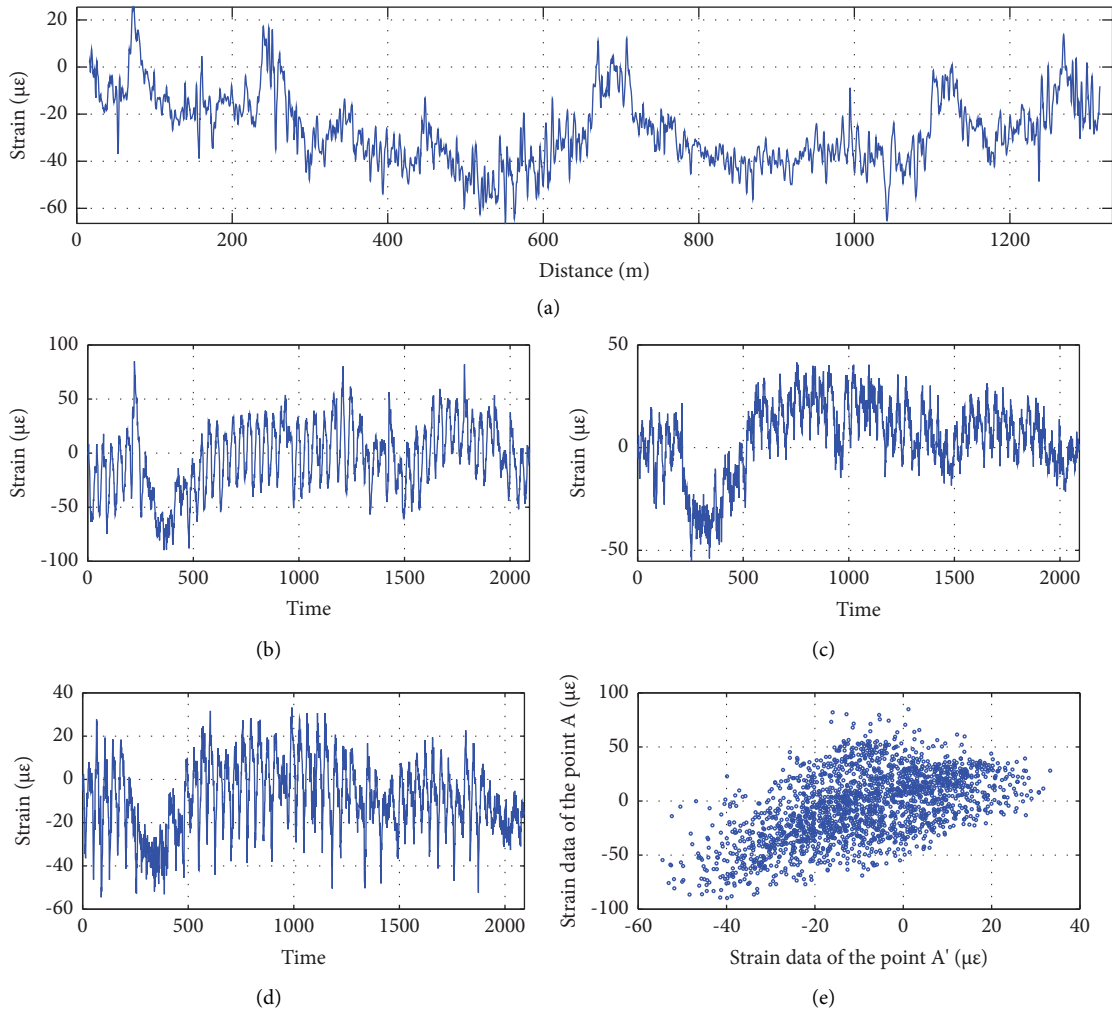 20
0
-20
-40
-60
Strain (με)
0 200 400 600 800 1000 1200
Distance (m)
(a)
100
50
0
-50
-100
Strain (με)
0 500 1000 1500 2000
Time
(b)
50
0
-50
Strain (με)
0 500 1000 1500 2000
Time
(c)
40
20
0
-20
-40
-60
Strain (με)
0 500 1000 1500 2000
Time
(d)
100
50
0
-50
-100
Strain data of the point A (με)
-60 -40 -20 0 20 40
Strain data of the point A' (με)
(e)